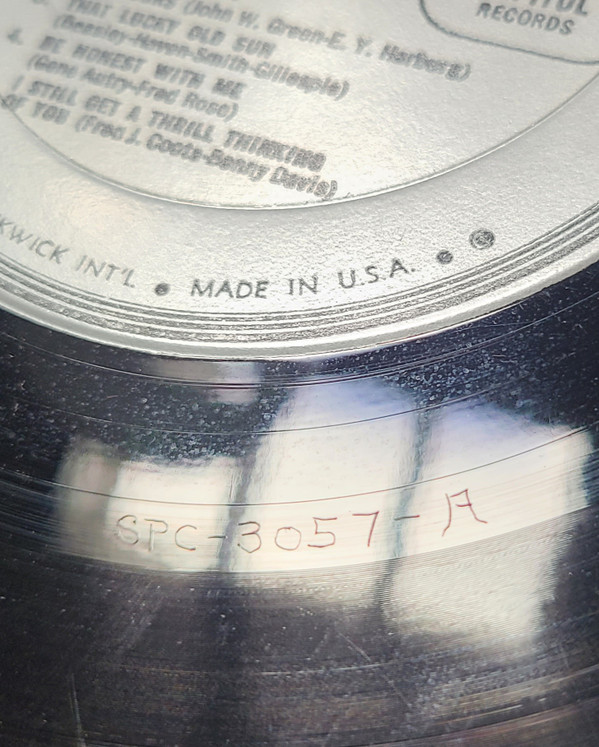 (John W. Green-E. Y. Harburg)
THAT LUCKY OLD SUN
(Beasley-Haven-Smith-Gillespie)
4. BE HONEST WITH ME
(Gene Autry-Fred Rose)
I STILL GET A THRILL THINKING
OF YOU (Fred J. Coots-Benny Davis)
RECORDS
KWICK INT'L • MADE IN U.S.A. •
SPC-3057-A